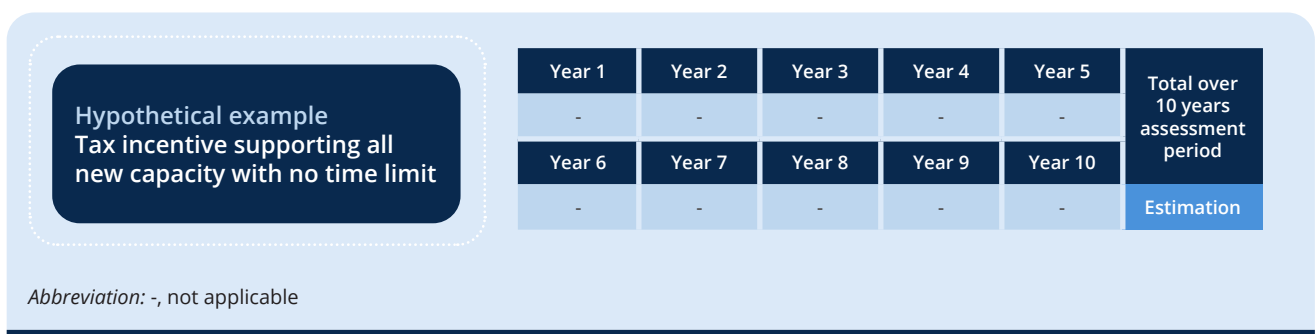 Hypothetical example
Tax incentive supporting all
new capacity with no time limit
Year 1 Year 2 Year 3 Year 4 Year 5
Total over
10 years
assessment
period
- - - - -
Year 6 Year 7 Year 8 Year 9 Year 10
- - - - -
Estimation
Abbreviation: -, not applicable